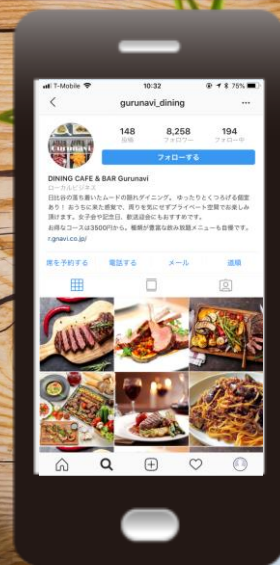 T-Mobile 10:32 75%
gurunavi_dining
148 8,258 194
投稿 フォロワー フォロー中
フォローする
DINING CAFE & BAR Gurunavi
ローカルビジネス
日比谷の落ち着いたムードの隠れダイニング。 ゆったりとくつろげる個室
あり！ おうちに来た感覚で、周りを気にせずプライベート空間でお楽しみ
頂けます。女子会や記念日、歓送迎会にもおすすめです。
お得なコースは3500円から。種類が豊富な飲み放題メニューも自慢です。
r.gnavi.co.jp/
席を予約する 電話する メール 道順